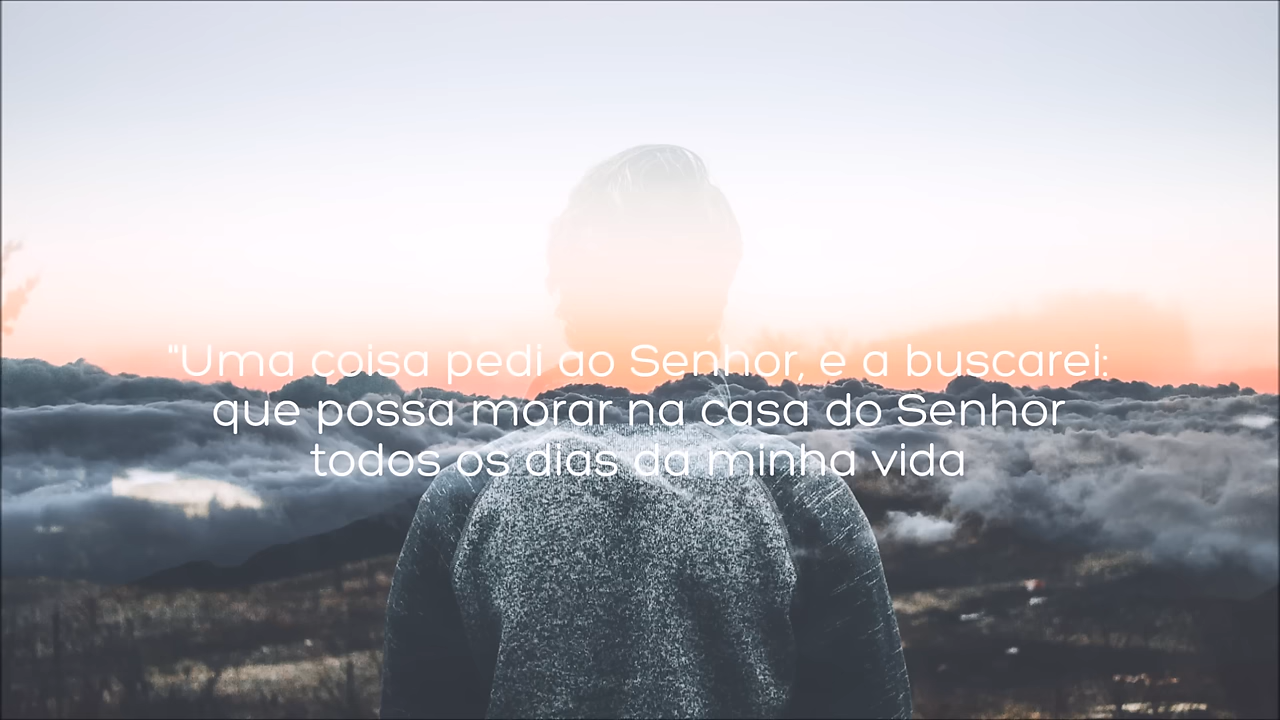 "Uma coisa pedi ao Senhor, e a buscarei:
que possa morar na casa do Senhor
todos os dias da minha vida